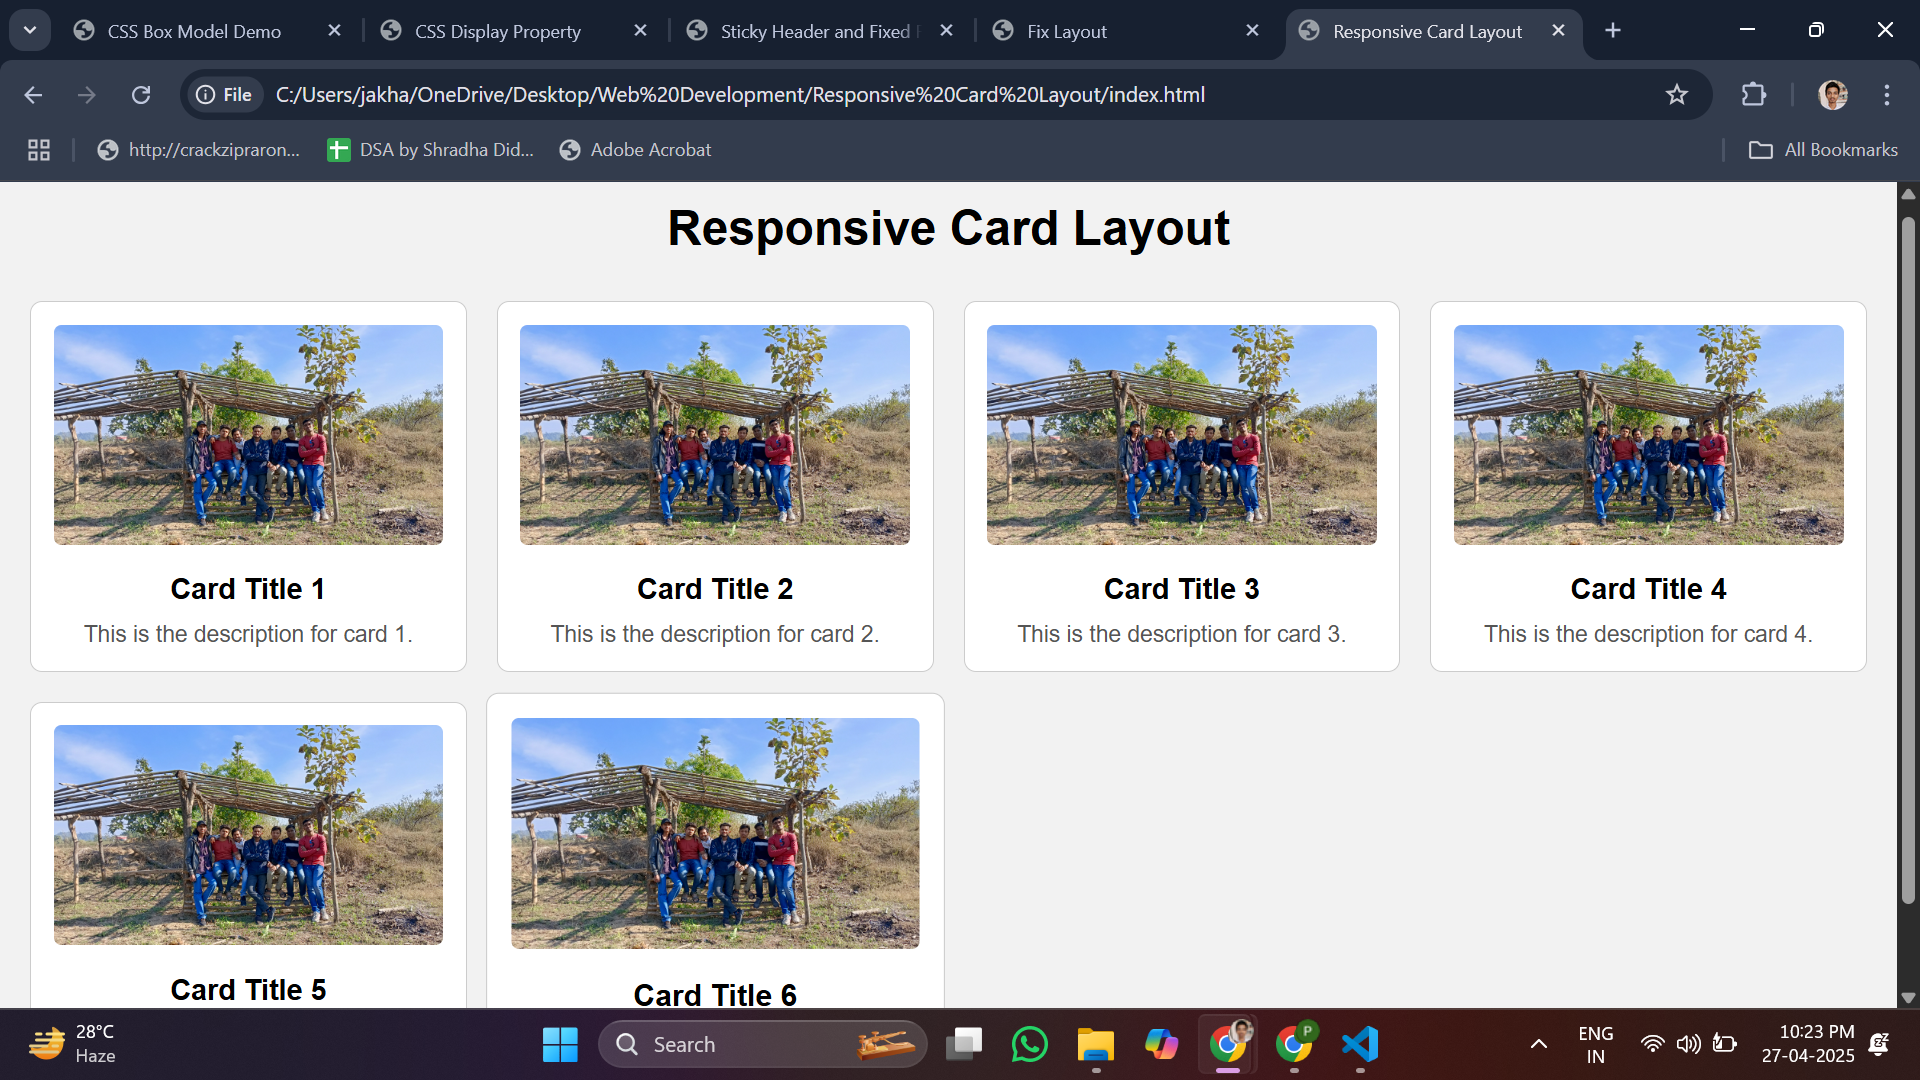 CSS Box Model Demo
CSS Display Property
Sticky Header and Fixed
Fix Layout
Responsive Card Layout
File
C:/Users/jakha/OneDrive/Desktop/Web%20Development/Responsive%20Card%20Layout/index.html
http://crackzipraron...
DSA by Shradha Did...
Adobe Acrobat
All Bookmarks
Responsive Card Layout
Card Title 1
This is the description for card 1.
Card Title 2
This is the description for card 2.
Card Title 3
This is the description for card 3.
Card Title 4
This is the description for card 4.
Card Title 5
Card Title 6
28°C
Haze
Search
P
ENG
IN
10:23 PM
27-04-2025